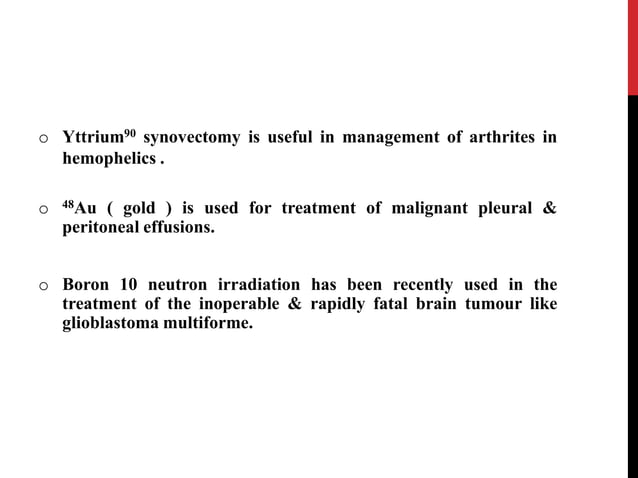 o Yttrium⁹⁰ synovectomy is useful in management of arthrites in
hemophelics .
o ⁴⁸Au ( gold ) is used for treatment of malignant pleural &
peritoneal effusions.
o Boron 10 neutron irradiation has been recently used in the
treatment of the inoperable & rapidly fatal brain tumour like
glioblastoma multiforme.